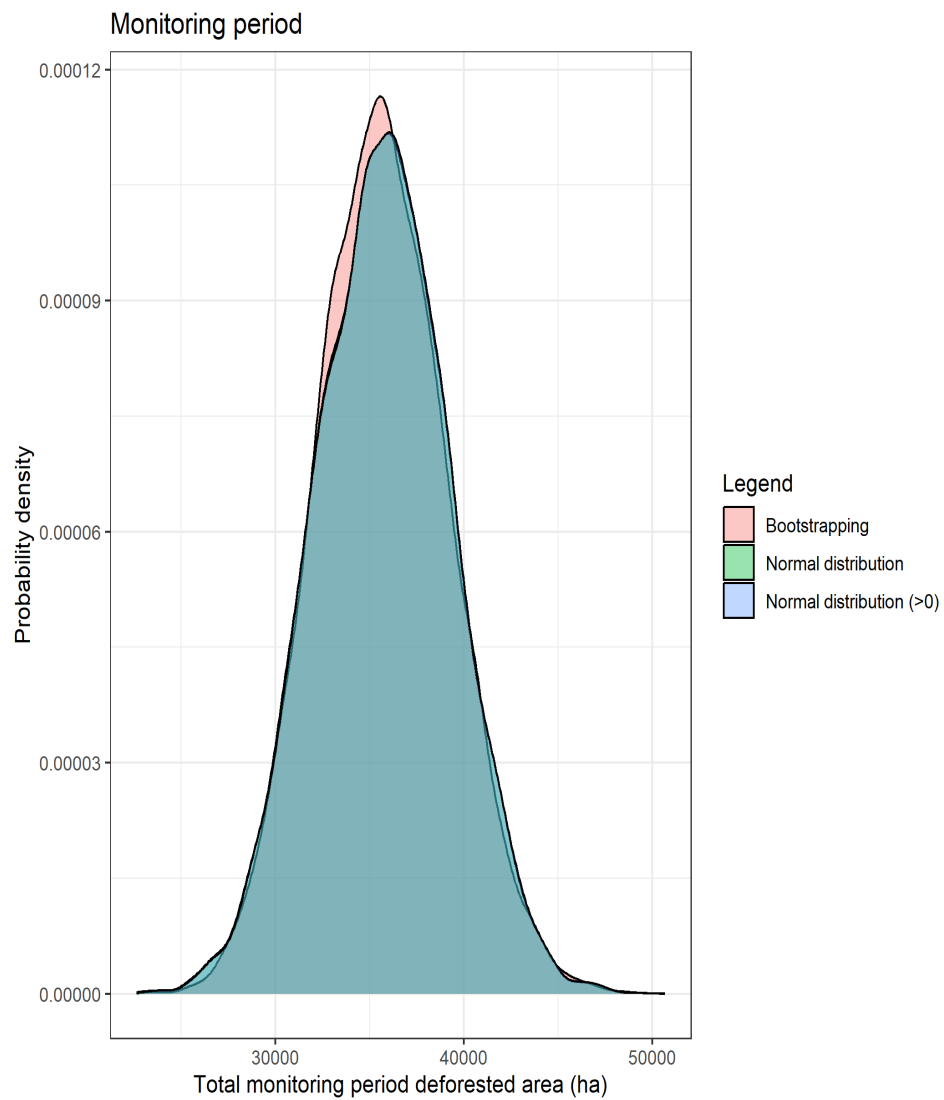 Monitoring period
0.00012
0.00009
0.00006
0.00003
0.00000
Probability density
30000 40000 50000
Total monitoring period deforested area (ha)
Legend
Bootstrapping
Normal distribution
Normal distribution (>0)